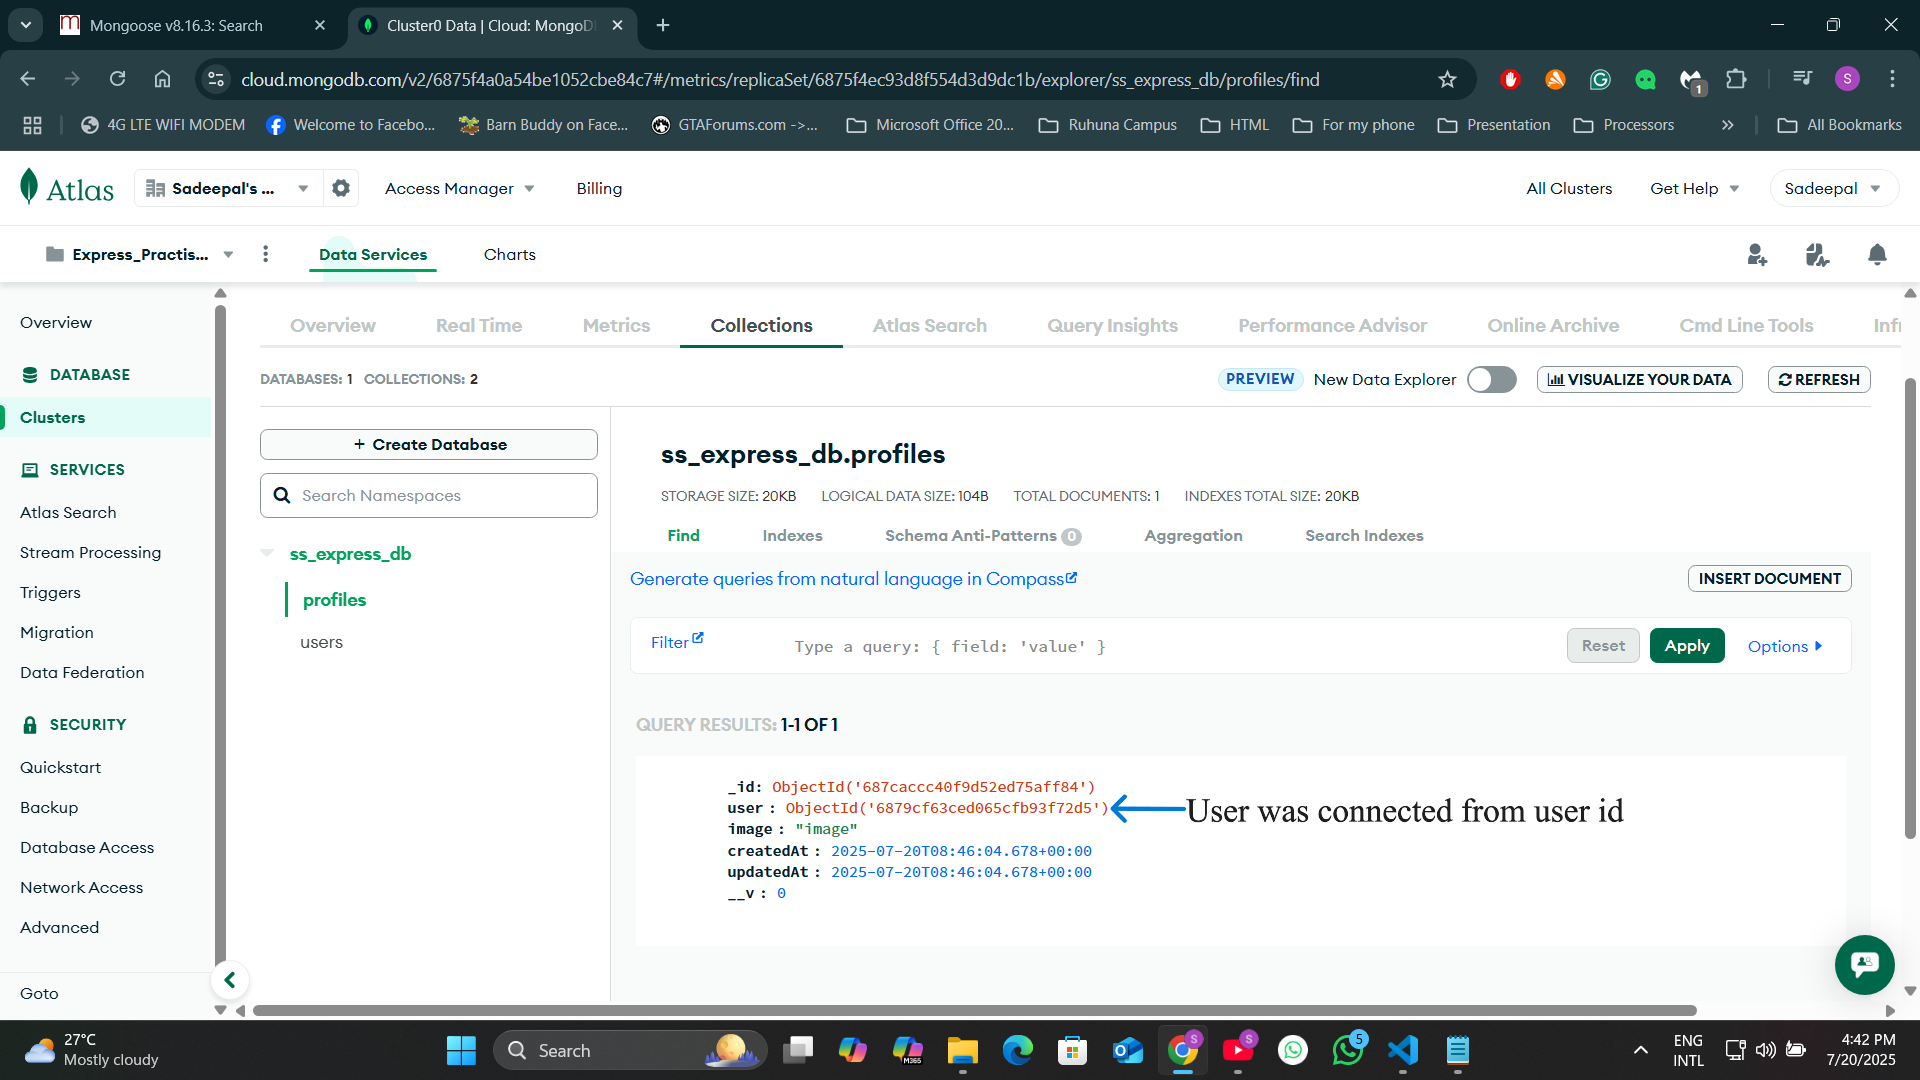 Mongoose v8.16.3: Search
Cluster0 Data | Cloud: MongoD
cloud.mongodb.com/v2/6875f4a0a54be1052cbe84c7#/metrics/replicaSet/6875f4ec93d8f554d3d9dc1b/explorer/ss_express_db/profiles/find
S
1
4G LTE WIFI MODEM
Welcome to Facebo...
Barn Buddy on Face...
GTAForums.com ->...
Microsoft Office 20...
Ruhuna Campus
HTML
For my phone
Presentation
Processors
All Bookmarks
Atlas
Sadeepal's ...
Access Manager
Billing
All Clusters
Get Help
Sadeepal
Express_Practis...
Data Services
Charts
Overview
DATABASE
Clusters
SERVICES
Atlas Search
Stream Processing
Triggers
Migration
Data Federation
SECURITY
Quickstart
Backup
Database Access
Network Access
Advanced
Goto
Overview
Real Time
Metrics
Collections
Atlas Search
Query Insights
Performance Advisor
Online Archive
Cmd Line Tools
Infr
DATABASES: 1 COLLECTIONS: 2
PREVIEW New Data Explorer
VISUALIZE YOUR DATA
REFRESH
+ Create Database
Search Namespaces
ss_express_db
profiles
users
ss_express_db.profiles
STORAGE SIZE: 20KB LOGICAL DATA SIZE: 104B TOTAL DOCUMENTS: 1 INDEXES TOTAL SIZE: 20KB
Find
Indexes
Schema Anti-Patterns 0
Aggregation
Search Indexes
Generate queries from natural language in Compass
INSERT DOCUMENT
Filter
Type a query: { field: 'value' }
Reset
Apply
Options
QUERY RESULTS: 1-1 OF 1
_id: ObjectId('687caccc40f9d52ed75aff84')
user : ObjectId('6879cf63ced065cfb93f72d5')
User was connected from user id
image : "image"
createdAt : 2025-07-20T08:46:04.678+00:00
updatedAt : 2025-07-20T08:46:04.678+00:00
__v : 0
27°C
Mostly cloudy
Search
M365
S
S
5
ENG
INTL
4:42 PM
7/20/2025